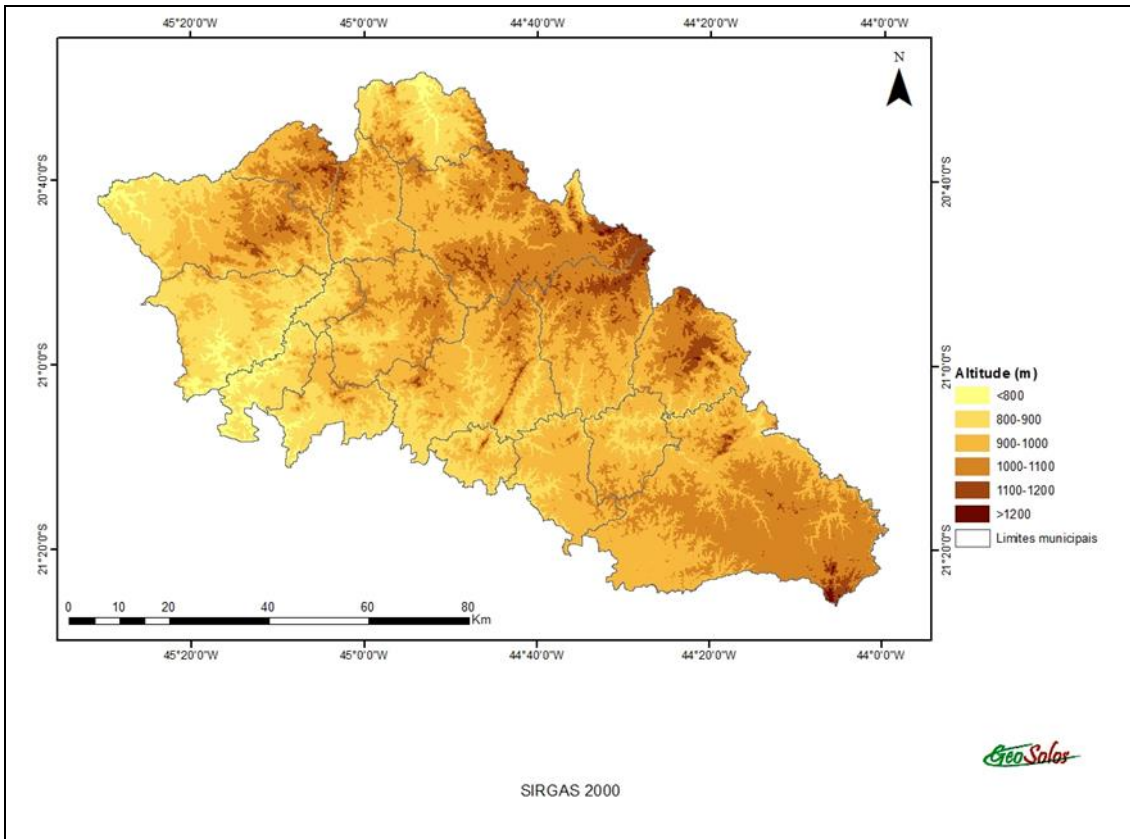 45°20'0"W 45°0'0"W 44°40'0"W 44°20'0"W 44°0'0"W
N
20°40'0"S 20°40'0"S
21°0'0"S 21°0'0"S
Altitude (m)
<800
800-900
900-1000
1000-1100
1100-1200
>1200
Limites municipais
21°20'0"S 21°20'0"S
0 10 20 40 60 80
Km
45°20'0"W 45°0'0"W 44°40'0"W 44°20'0"W 44°0'0"W
GeoSolos
SIRGAS 2000